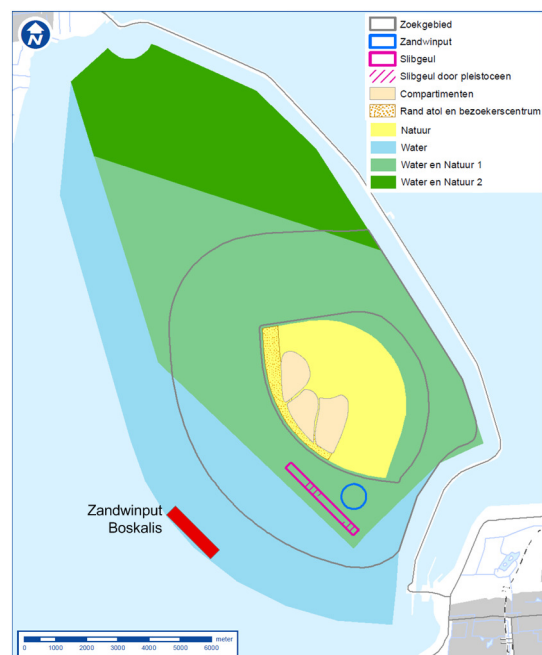 N
Zoekgebied
Zandwinput
Slibgeul
Slibgeul door pleistoceen
Compartimenten
Rand atol en bezoekerscentrum
Natuur
Water
Water en Natuur 1
Water en Natuur 2
Zandwinput
Boskalis
meter
0 1000 2000 3000 4000 5000 6000